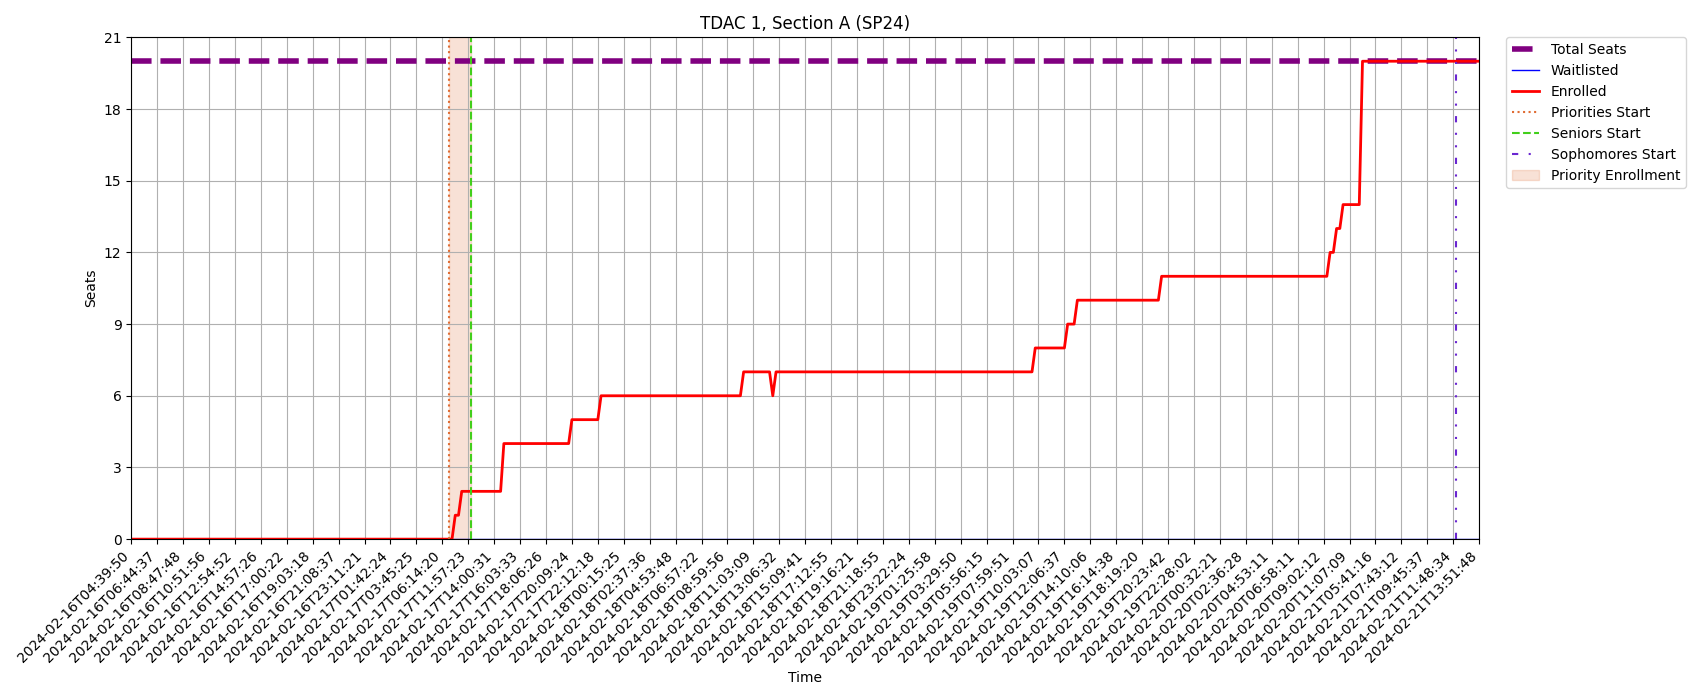 TDAC 1, Section A (SP24)
21
18
15
12
9
6
3
0
Seats
Total Seats
Waitlisted
Enrolled
Priorities Start
Seniors Start
Sophomores Start
Priority Enrollment
2024-02-16T04:39:50
2024-02-16T06:44:37
2024-02-16T08:47:48
2024-02-16T10:51:56
2024-02-16T12:54:52
2024-02-16T14:57:26
2024-02-16T17:00:22
2024-02-16T19:03:18
2024-02-16T21:08:37
2024-02-16T23:11:21
2024-02-17T01:42:24
2024-02-17T03:45:25
2024-02-17T06:14:20
2024-02-17T11:57:23
2024-02-17T14:00:31
2024-02-17T16:03:33
2024-02-17T18:06:26
2024-02-17T20:09:24
2024-02-17T22:12:18
2024-02-18T00:15:25
2024-02-18T02:37:36
2024-02-18T04:53:48
2024-02-18T06:57:22
2024-02-18T08:59:56
2024-02-18T11:03:09
2024-02-18T13:06:32
2024-02-18T15:09:41
2024-02-18T17:12:55
2024-02-18T19:16:21
2024-02-18T21:18:55
2024-02-18T23:22:24
2024-02-19T01:25:58
2024-02-19T03:29:50
2024-02-19T05:56:15
2024-02-19T07:59:51
2024-02-19T10:03:07
2024-02-19T12:06:37
2024-02-19T14:10:06
2024-02-19T16:14:38
2024-02-19T18:19:20
2024-02-19T20:23:42
2024-02-19T22:28:02
2024-02-20T00:32:21
2024-02-20T02:36:28
2024-02-20T04:53:11
2024-02-20T06:58:11
2024-02-20T09:02:12
2024-02-20T11:07:09
2024-02-21T05:41:16
2024-02-21T07:43:12
2024-02-21T09:45:37
2024-02-21T11:48:34
2024-02-21T13:51:48
Time